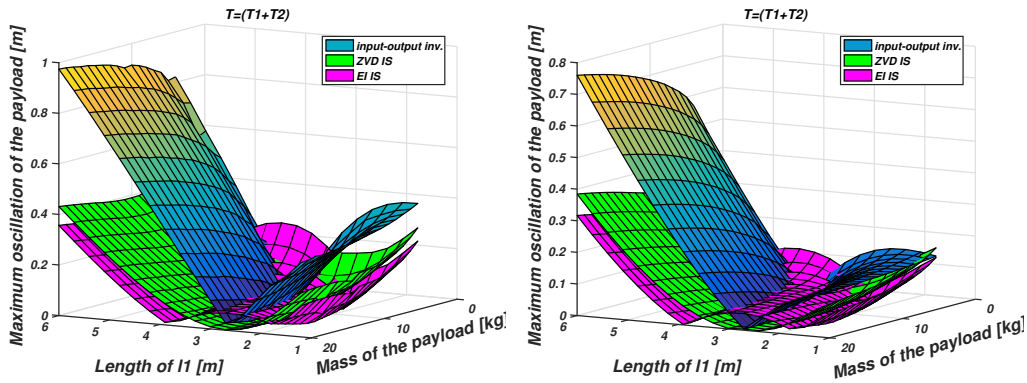 T=(T1+T2)
input-output inv.
ZVD IS
EI IS
Maximum oscillation of the payload [m]
1
0.8
0.6
0.4
0.2
0
6
5
4
3
2
1
20
10
0
Length of l1 [m]
Mass of the payload [kg]
T=(T1+T2)
input-output inv.
ZVD IS
EI IS
Maximum oscillation of the payload [m]
0.8
0.7
0.6
0.5
0.4
0.3
0.2
0.1
0
6
5
4
3
2
1
20
10
0
Length of l1 [m]
Mass of the payload [kg]